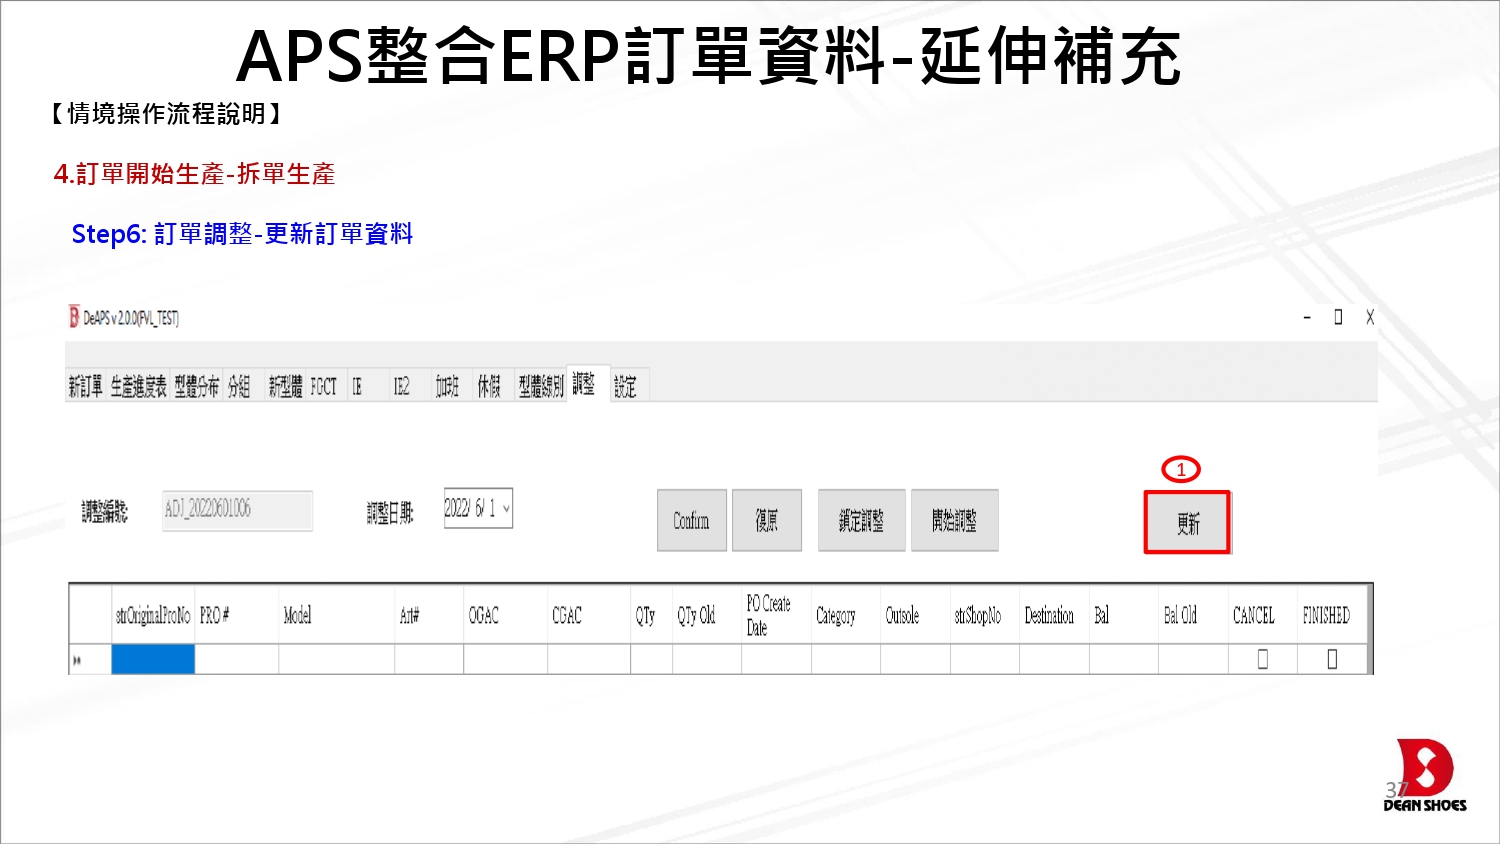 APS整合ERP訂單資料-延伸補充
【情境操作流程說明】
4.訂單開始生產-拆單生產
Step6: 訂單調整-更新訂單資料
DeAPS v 2.0.0(FVL_TEST)
新訂單 生產進度表 型體分布 分組 新型體 FGCT IE IE2 加班 休假 型體線別 調整 設定
1
調整編號: ADJ_20220601006 調整日期: 2022/ 6/ 1 Confirm 復原 鎖定調整 開始調整 更新
strOriginalProNo PRO # Model Art# OGAC CGAC QTy QTy Old PO Create Date Category Outsole strShopNo Destination Bal Bal Old CANCEL FINISHED
37
DEAN SHOES